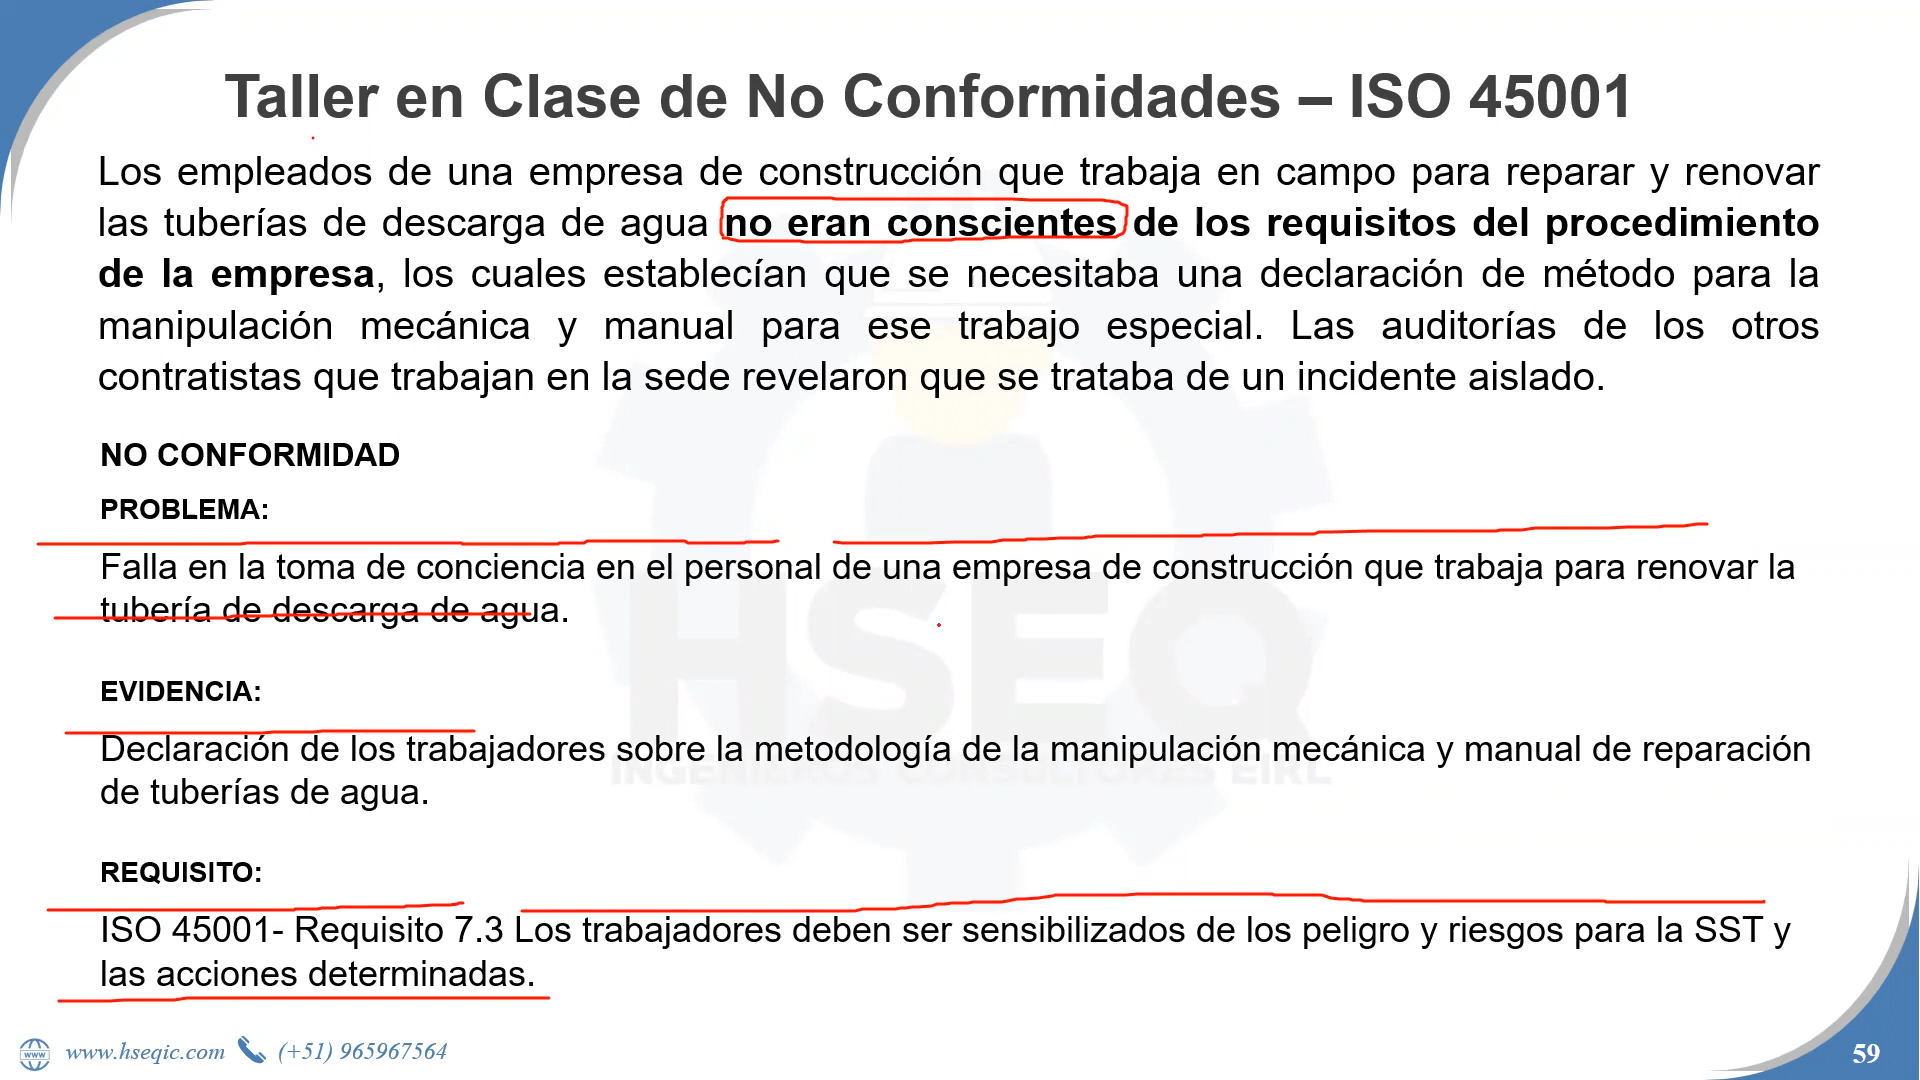 Taller en Clase de No Conformidades – ISO 45001
Los empleados de una empresa de construcción que trabaja en campo para reparar y renovar
las tuberías de descarga de agua no eran conscientes de los requisitos del procedimiento
de la empresa, los cuales establecían que se necesitaba una declaración de método para la
manipulación mecánica y manual para ese trabajo especial. Las auditorías de los otros
contratistas que trabajan en la sede revelaron que se trataba de un incidente aislado.
NO CONFORMIDAD
PROBLEMA:
Falla en la toma de conciencia en el personal de una empresa de construcción que trabaja para renovar la
tubería de descarga de agua.
EVIDENCIA:
Declaración de los trabajadores sobre la metodología de la manipulación mecánica y manual de reparación
de tuberías de agua.
REQUISITO:
ISO 45001- Requisito 7.3 Los trabajadores deben ser sensibilizados de los peligro y riesgos para la SST y
las acciones determinadas.
HSEQ
INGENIEROS CONSULTORES EIRL
www www.hseqic.com (+51) 965967564
59